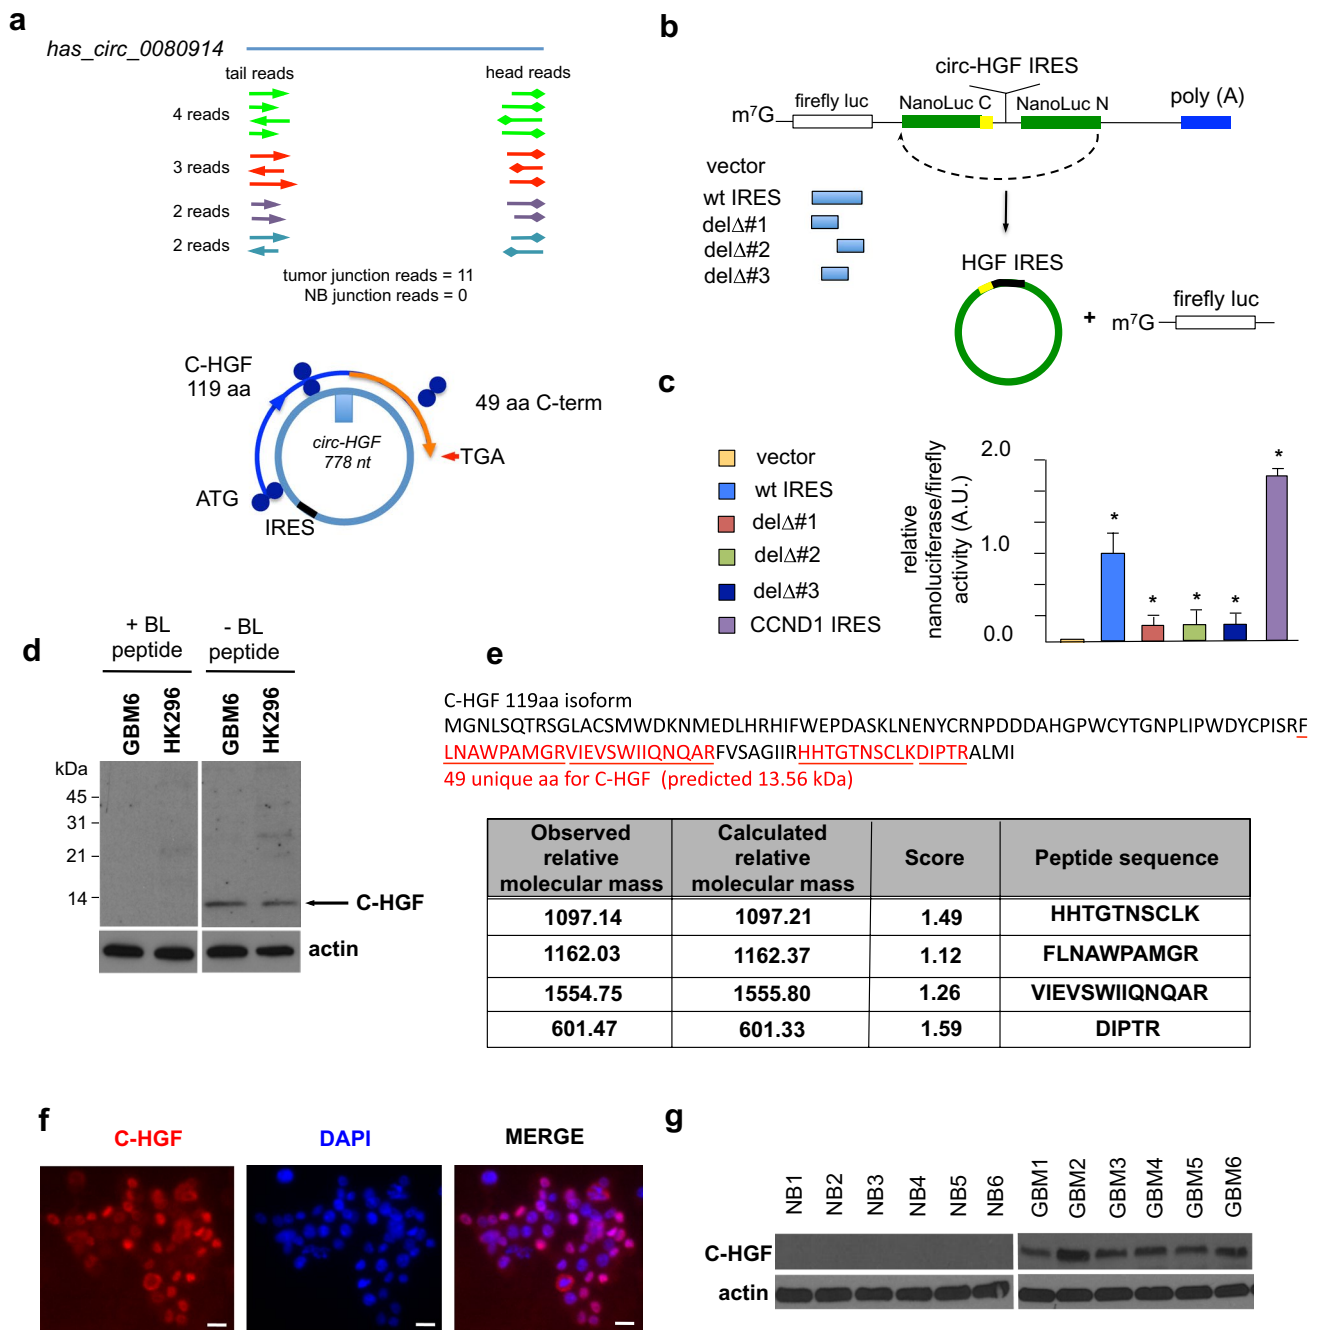 a
has_circ_0080914
tail reads
head reads
4 reads
3 reads
2 reads
2 reads
tumor junction reads = 11
NB junction reads = 0
C-HGF
119 aa
49 aa C-term
circ-HGF
778 nt
TGA
ATG
IRES
b
circ-HGF IRES
m⁷G
firefly luc
NanoLuc C
NanoLuc N
poly (A)
vector
wt IRES
del∆#1
del∆#2
del∆#3
HGF IRES
+
m⁷G
firefly luc
c
vector
wt IRES
del∆#1
del∆#2
del∆#3
CCND1 IRES
relative
nanoluciferase/firefly
activity (A.U.)
2.0
1.0
0.0
*
*
*
*
*
d
+ BL
peptide
- BL
peptide
GBM6
HK296
GBM6
HK296
kDa
45
31
21
14
C-HGF
actin
e
C-HGF 119aa isoform
MGNLSQTRSGLACSMWDKNMEDLHRHIFWEPDASKLNENYCRNPDDDAHGPWCYTGNPLIPWDYCPISRF
LNAWPAMGRVIEVSWIIQNQARFVSAGIIRHHTGTNSCLKDIPTRALMI
49 unique aa for C-HGF (predicted 13.56 kDa)
Observed relative molecular mass
Calculated relative molecular mass
Score
Peptide sequence
1097.14 1097.21 1.49 HHTGTNSCLK
1162.03 1162.37 1.12 FLNAWPAMGR
1554.75 1555.80 1.26 VIEVSWIIQNQAR
601.47 601.33 1.59 DIPTR
f
C-HGF
DAPI
MERGE
g
NB1
NB2
NB3
NB4
NB5
NB6
GBM1
GBM2
GBM3
GBM4
GBM5
GBM6
C-HGF
actin